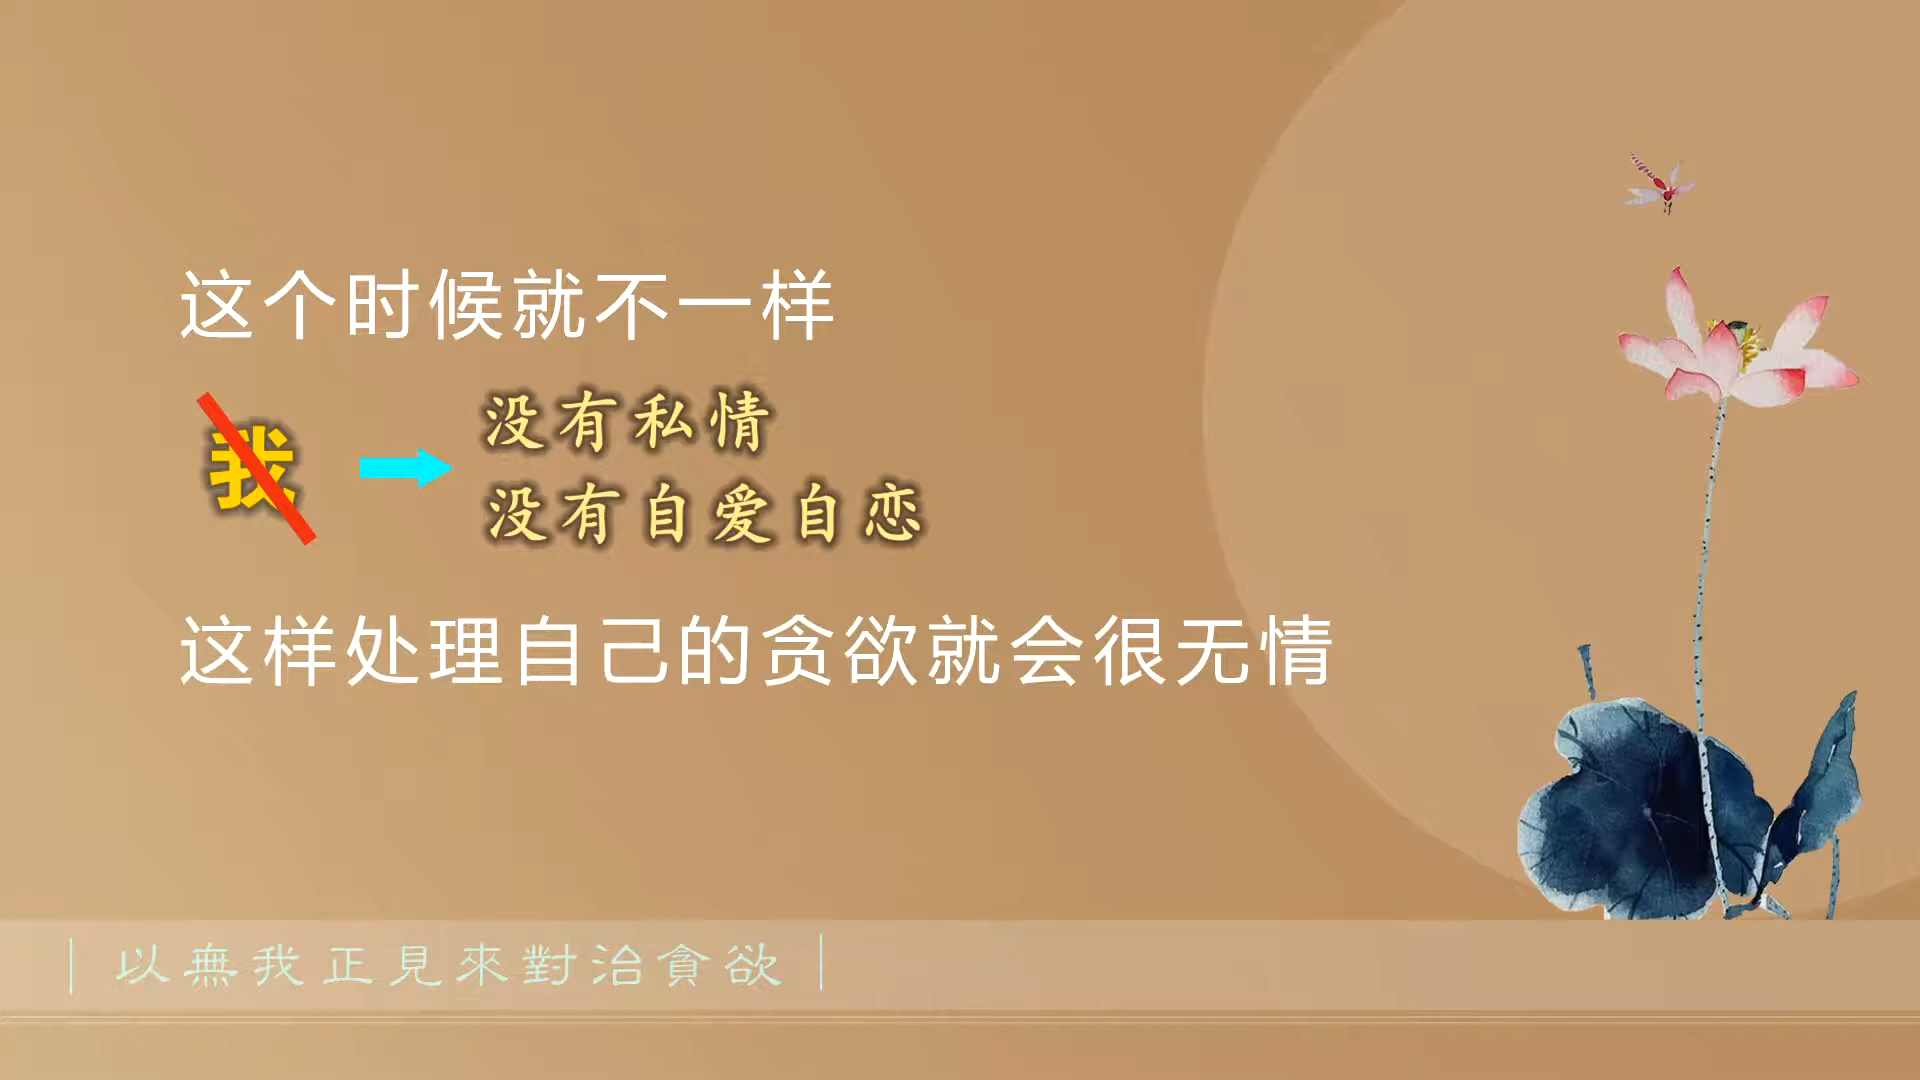 这个时候就不一样
我
没有私情
没有自爱自恋
这样处理自己的贪欲就会很无情
以無我正見來對治貪欲